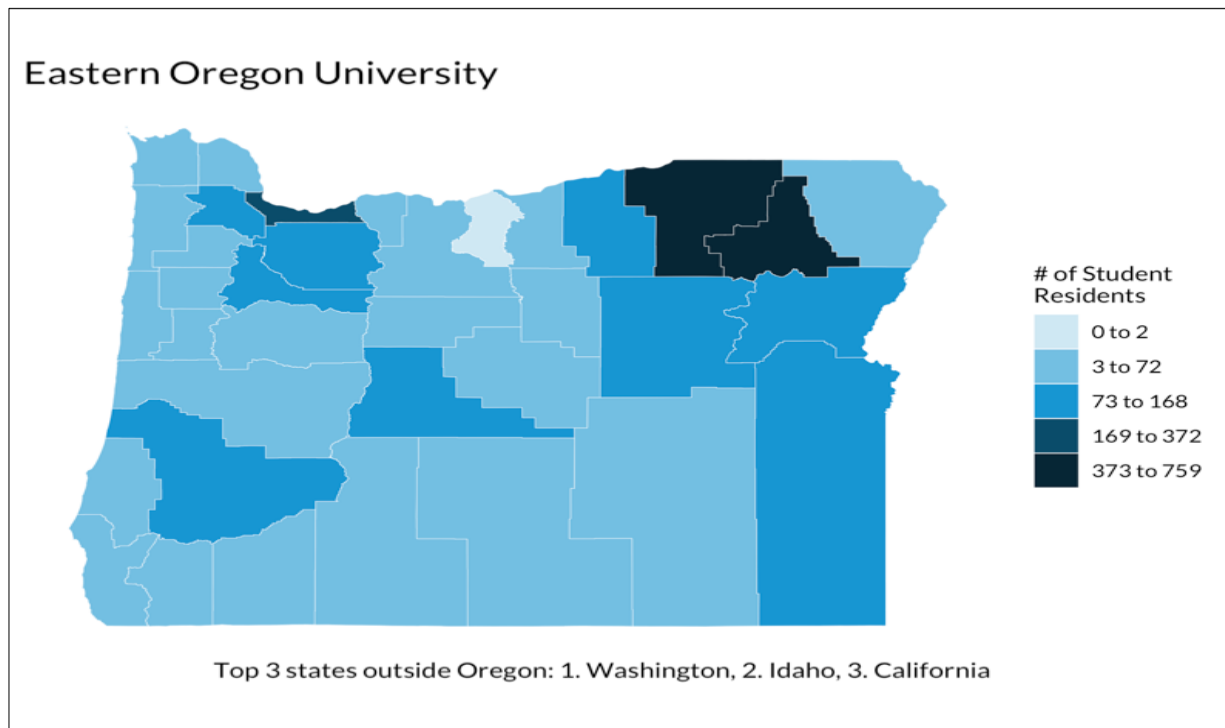 Eastern Oregon University
# of Student
Residents
0 to 2
3 to 72
73 to 168
169 to 372
373 to 759
Top 3 states outside Oregon: 1. Washington, 2. Idaho, 3. California